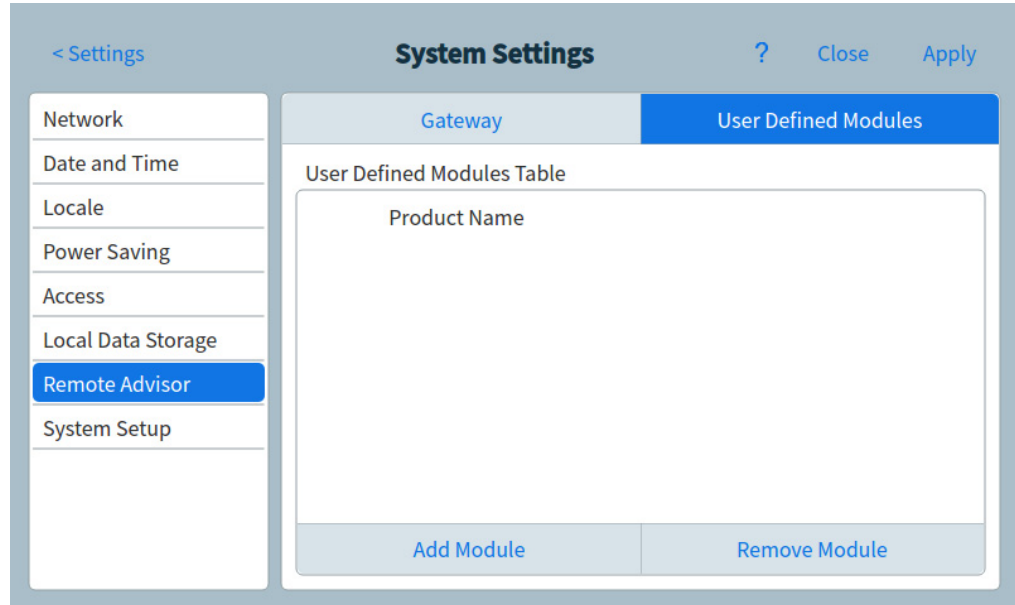 < Settings System Settings ? Close Apply
Network
Date and Time
Locale
Power Saving
Access
Local Data Storage
Remote Advisor
System Setup
Gateway User Defined Modules
User Defined Modules Table
Product Name
Add Module Remove Module